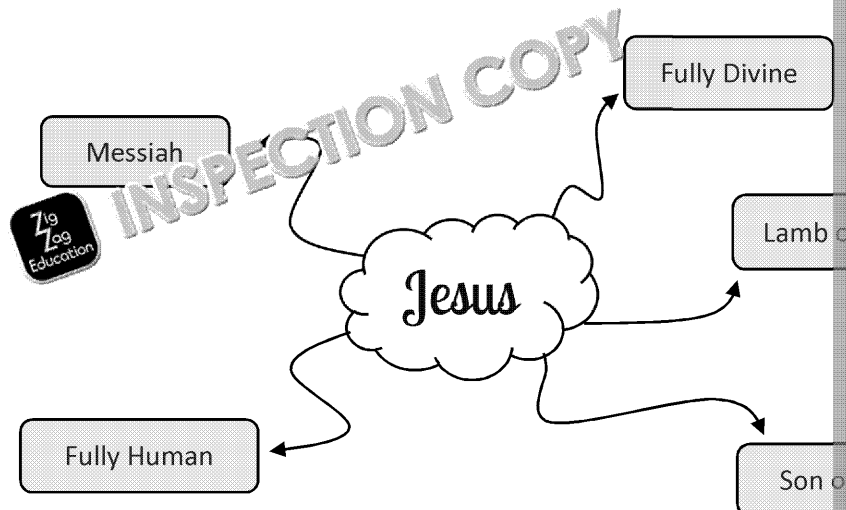 INSPECTION COPY
Fully Divine
Messiah
Zig
Zag
Education
Lamb o
Jesus
Fully Human
Son o